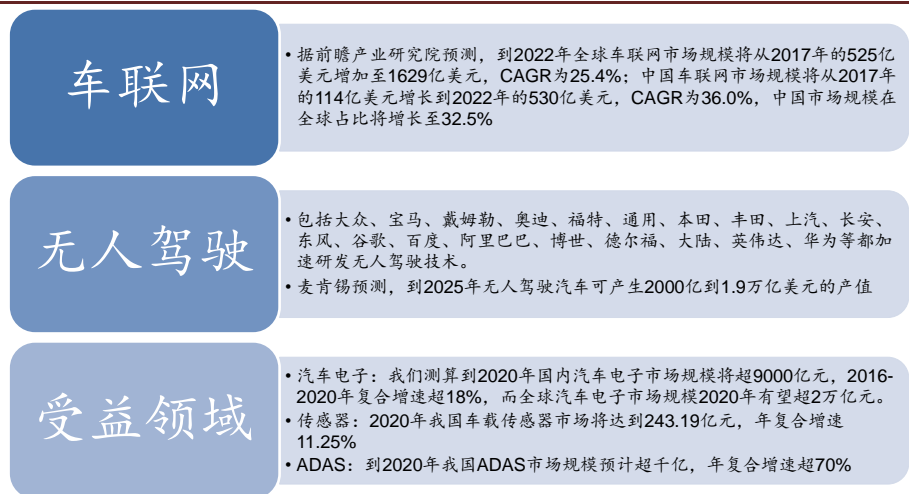 车联网
• 据前瞻产业研究院预测，到2022年全球车联网市场规模将从2017年的525亿
美元增加至1629亿美元，CAGR为25.4%；中国车联网市场规模将从2017年
的114亿美元增长到2022年的530亿美元，CAGR为36.0%，中国市场规模在
全球占比将增长至32.5%
无人驾驶
• 包括大众、宝马、戴姆勒、奥迪、福特、通用、本田、丰田、上汽、长安、
东风、谷歌、百度、阿里巴巴、博世、德尔福、大陆、英伟达、华为等都加
速研发无人驾驶技术。
• 麦肯锡预测，到2025年无人驾驶汽车可产生2000亿到1.9万亿美元的产值
受益领域
• 汽车电子：我们测算到2020年国内汽车电子市场规模将超9000亿元，2016-
2020年复合增速超18%，而全球汽车电子市场规模2020年有望超2万亿元。
• 传感器：2020年我国车载传感器市场将达到243.19亿元，年复合增速
11.25%
• ADAS：到2020年我国ADAS市场规模预计超千亿，年复合增速超70%